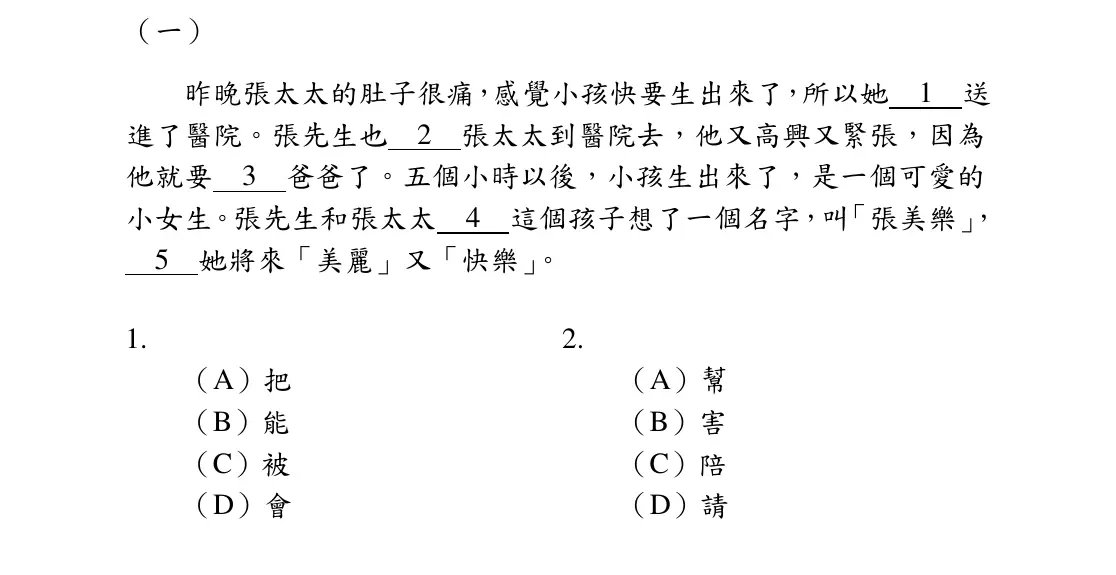 （一）
昨晚張太太的肚子很痛，感覺小孩快要生出來了，所以她 1 送
進了醫院。張先生也 2 張太太到醫院去，他又高興又緊張，因為
他就要 3 爸爸了。五個小時以後，小孩生出來了，是一個可愛的
小女生。張先生和張太太 4 這個孩子想了一個名字，叫「張美樂」，
5 她將來「美麗」又「快樂」。
1.
（A）把
（B）能
（C）被
（D）會
2.
（A）幫
（B）害
（C）陪
（D）請